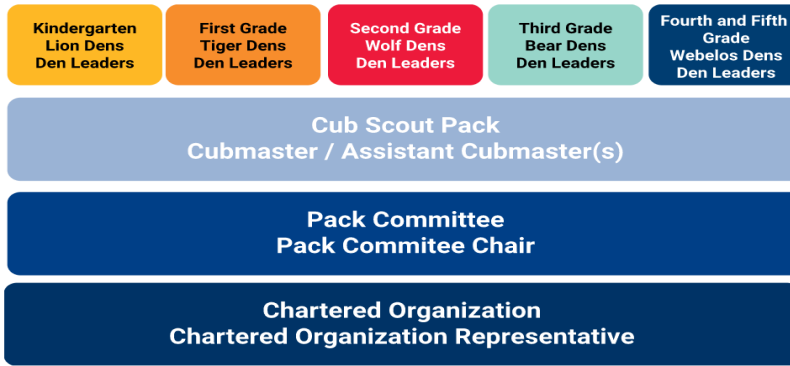 Kindergarten
Lion Dens
Den Leaders
First Grade
Tiger Dens
Den Leaders
Second Grade
Wolf Dens
Den Leaders
Third Grade
Bear Dens
Den Leaders
Fourth and Fifth
Grade
Webelos Dens
Den Leaders
Cub Scout Pack
Cubmaster / Assistant Cubmaster(s)
Pack Committee
Pack Commitee Chair
Chartered Organization
Chartered Organization Representative